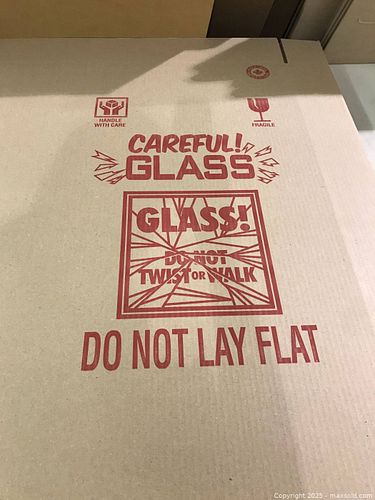 HANDLE
WITH CARE
FRAGILE
CAREFUL!
GLASS
GLASS!
DO NOT
TWIST OR WALK
DO NOT LAY FLAT
Copyright 2025 - maxsold.com